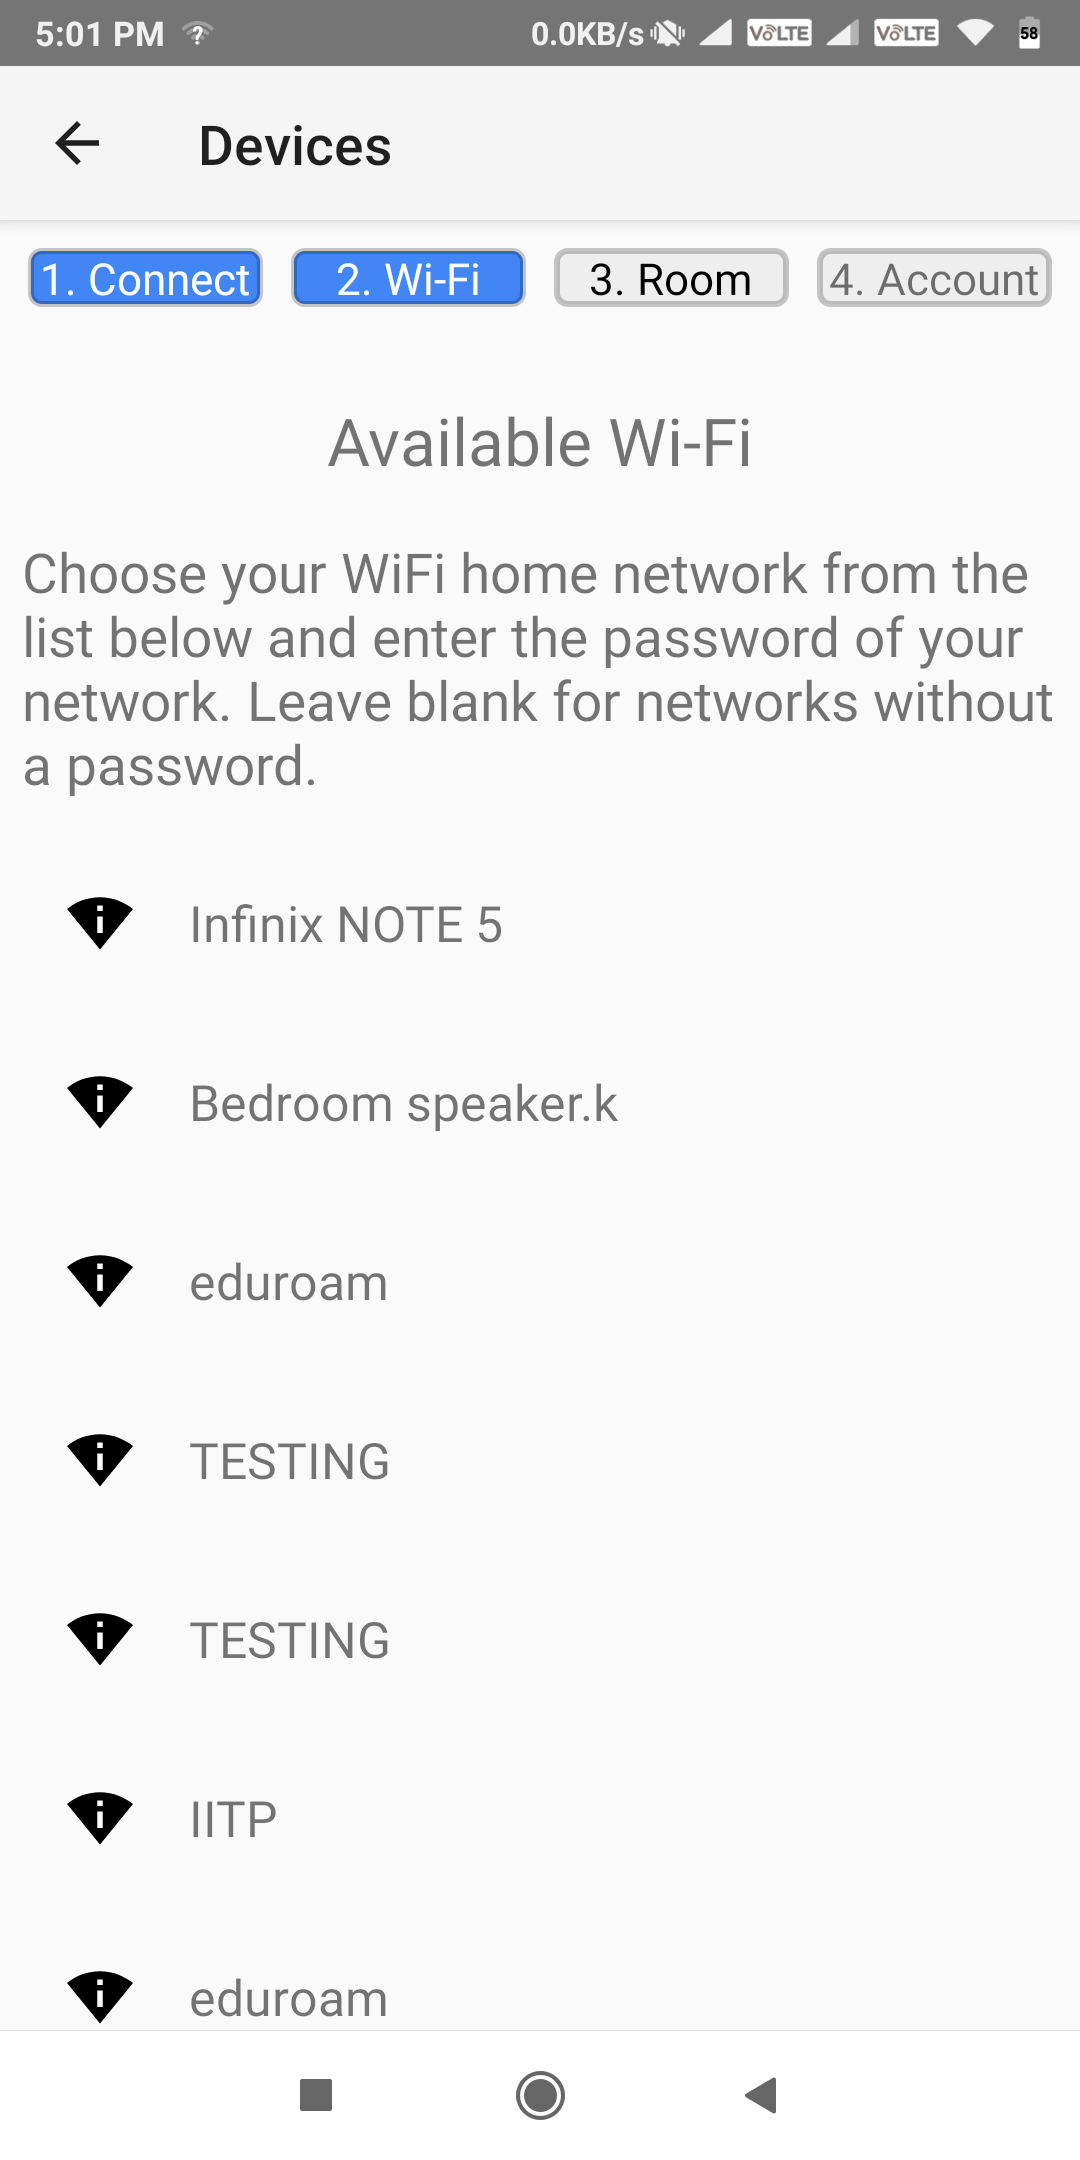 5:01 PM 0.0KB/s VoLTE VoLTE 58
Devices
1. Connect 2. Wi-Fi 3. Room 4. Account
Available Wi-Fi
Choose your WiFi home network from the
list below and enter the password of your
network. Leave blank for networks without
a password.
Infinix NOTE 5
Bedroom speaker.k
eduroam
TESTING
TESTING
IITP
eduroam